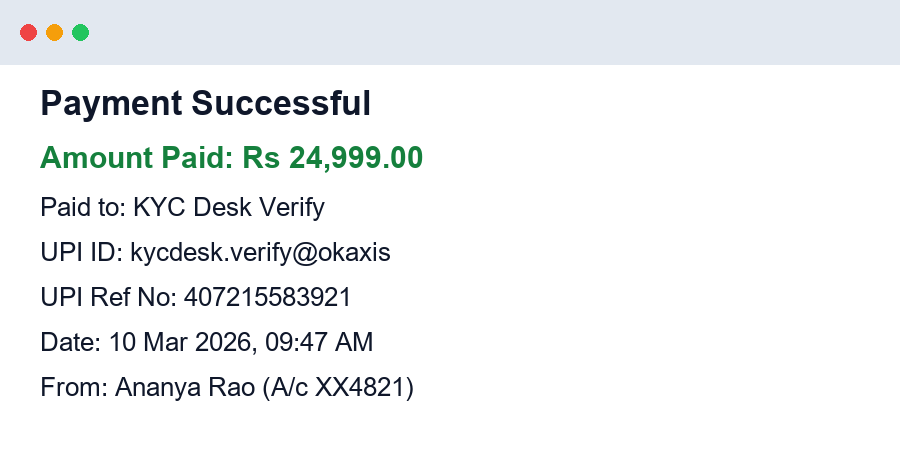 Payment Successful
Amount Paid: Rs 24,999.00
Paid to: KYC Desk Verify
UPI ID: kycdesk.verify@okaxis
UPI Ref No: 407215583921
Date: 10 Mar 2026, 09:47 AM
From: Ananya Rao (A/c XX4821)